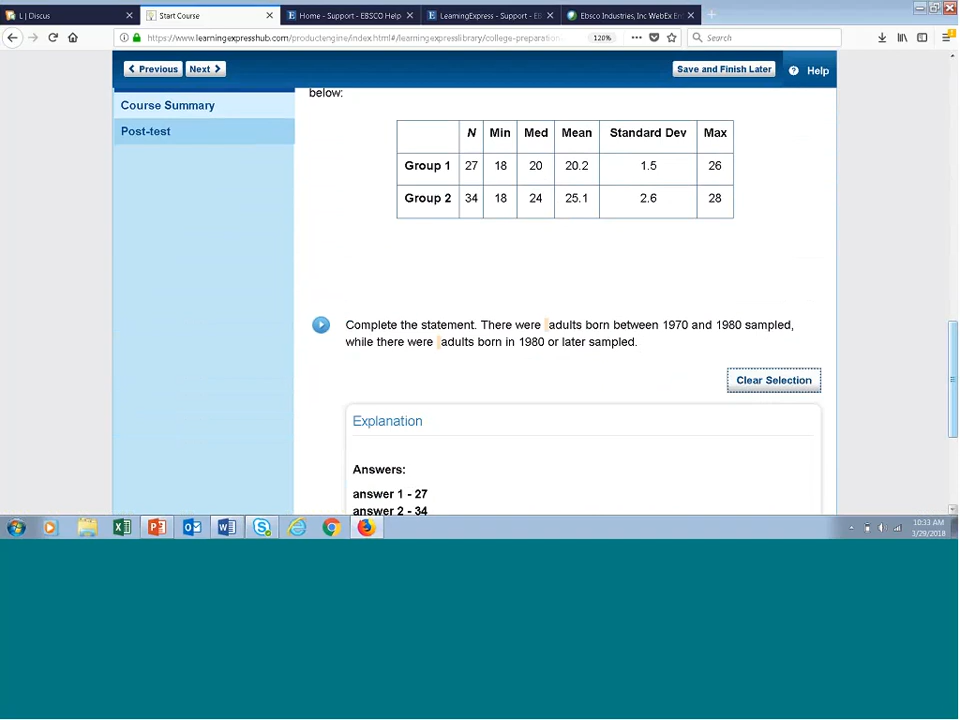 L | Discus
Start Course
Home - Support - EBSCO Help
LearningExpress - Support - EB
Ebsco Industries, Inc WebEx En
https://www.learningexpresshub.com/productengine/index.html#/learningexpresslibrary/college-preparation
120%
Search
Previous
Next
Save and Finish Later
? Help
Course Summary
Post-test
below:
N Min Med Mean Standard Dev Max
Group 1 27 18 20 20.2 1.5 26
Group 2 34 18 24 25.1 2.6 28
Complete the statement. There were adults born between 1970 and 1980 sampled,
while there were adults born in 1980 or later sampled.
Clear Selection
Explanation
Answers:
answer 1 - 27
answer 2 - 34
10:33 AM
3/29/2018